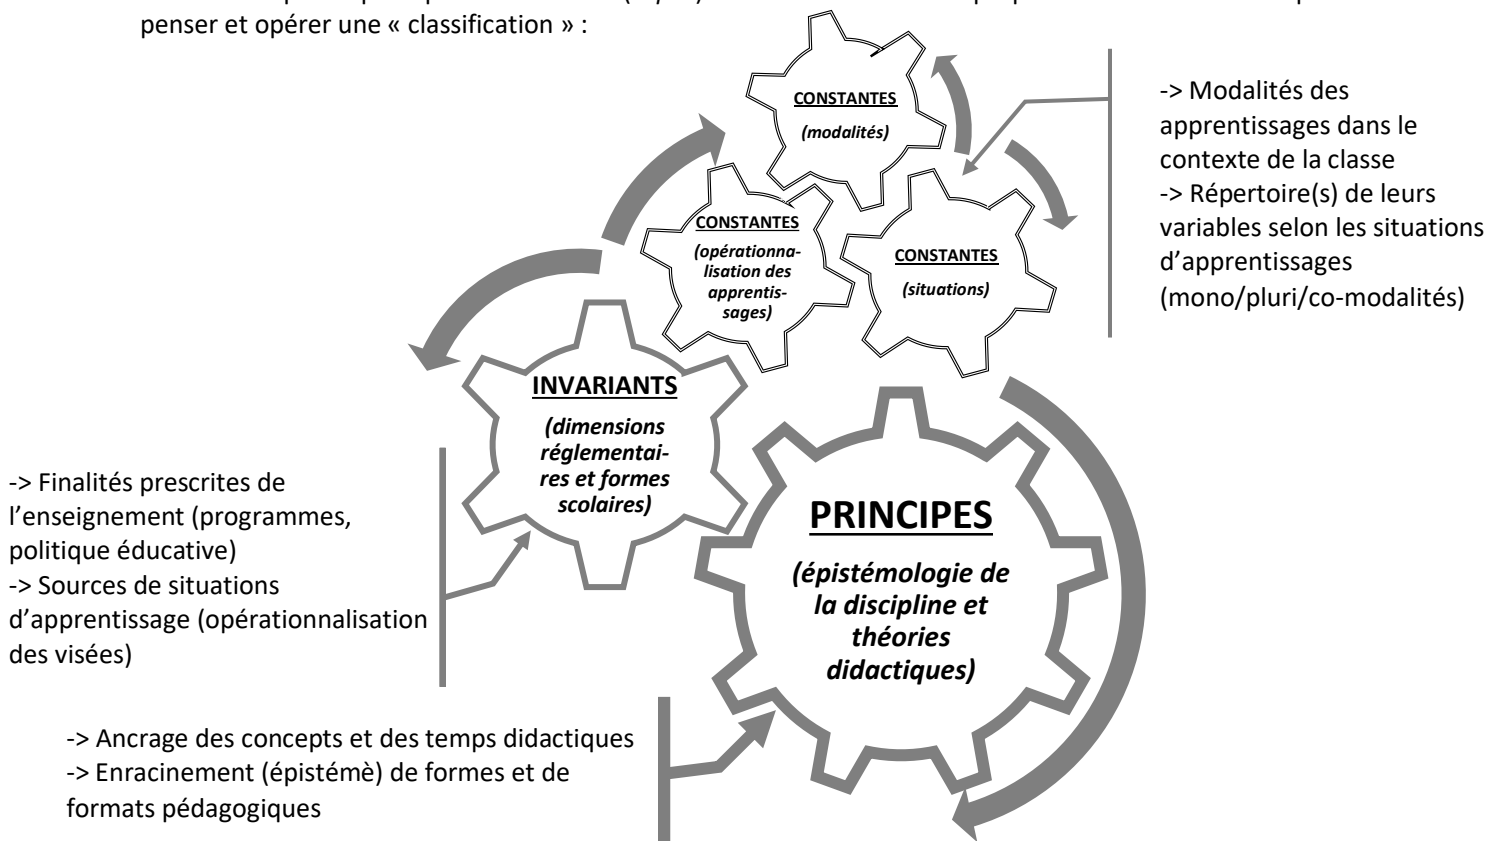 penser et opérer une « classification » :
CONSTANTES
(modalités)
-> Modalités des
apprentissages dans le
contexte de la classe
-> Répertoire(s) de leurs
variables selon les situations
d’apprentissages
(mono/pluri/co-modalités)
CONSTANTES
(opérationna-
lisation des
apprentis-
sages)
CONSTANTES
(situations)
INVARIANTS
(dimensions
réglementai-
res et formes
scolaires)
-> Finalités prescrites de
l’enseignement (programmes,
politique éducative)
-> Sources de situations
d’apprentissage (opérationnalisation
des visées)
PRINCIPES
(épistémologie de
la discipline et
théories
didactiques)
-> Ancrage des concepts et des temps didactiques
-> Enracinement (épistémè) de formes et de
formats pédagogiques